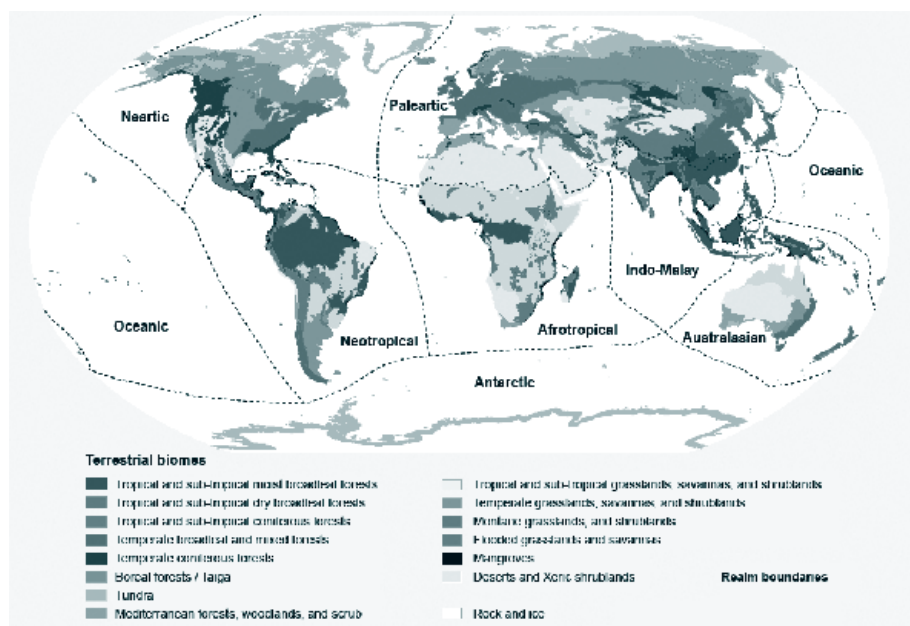 Neartic
Paleartic
Oceanic
Indo-Malay
Oceanic
Neotropical
Afrotropical
Australasian
Antarctic
Terrestrial biomes
Tropical and sub-tropical moist broadleaf forests
Tropical and sub-tropical dry broadleaf forests
Tropical and sub-tropical coniferous forests
Temperate broadleaf and mixed forests
Temperate coniferous forests
Boreal forests / Taiga
Tundra
Mediterranean forests, woodlands, and scrub
Tropical and sub-tropical grasslands, savannas, and shrublands
Temperate grasslands, savannas, and shrublands
Montane grasslands, and shrublands
Flooded grasslands and savannas
Mangroves
Deserts and Xeric shrublands
Rock and ice
Realm boundaries